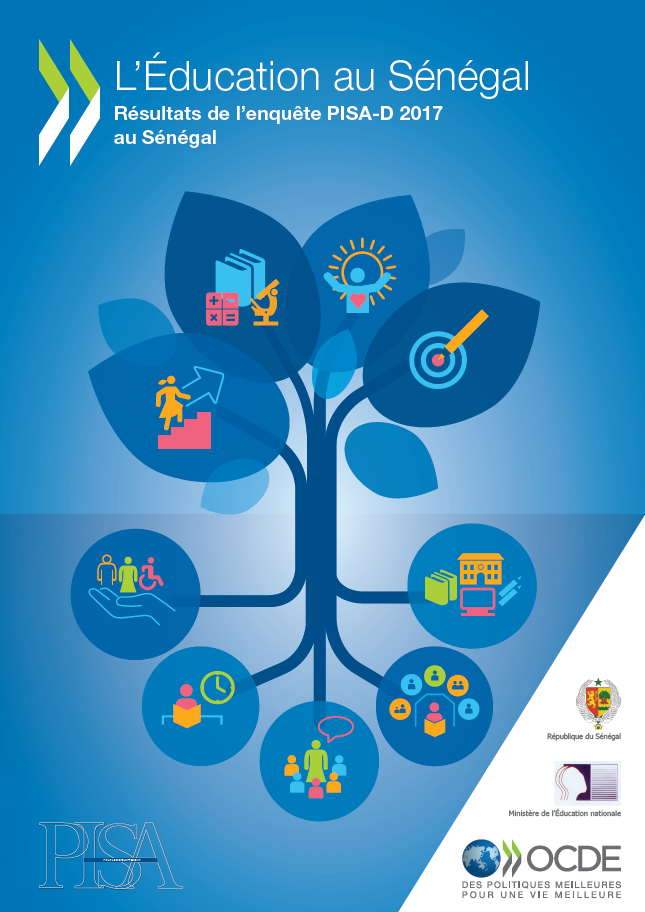 L’Éducation au Sénégal
Résultats de l’enquête PISA-D 2017
au Sénégal
République du Sénégal
Ministère de l’Éducation nationale
OCDE
DES POLITIQUES MEILLEURES
POUR UNE VIE MEILLEURE
PISA